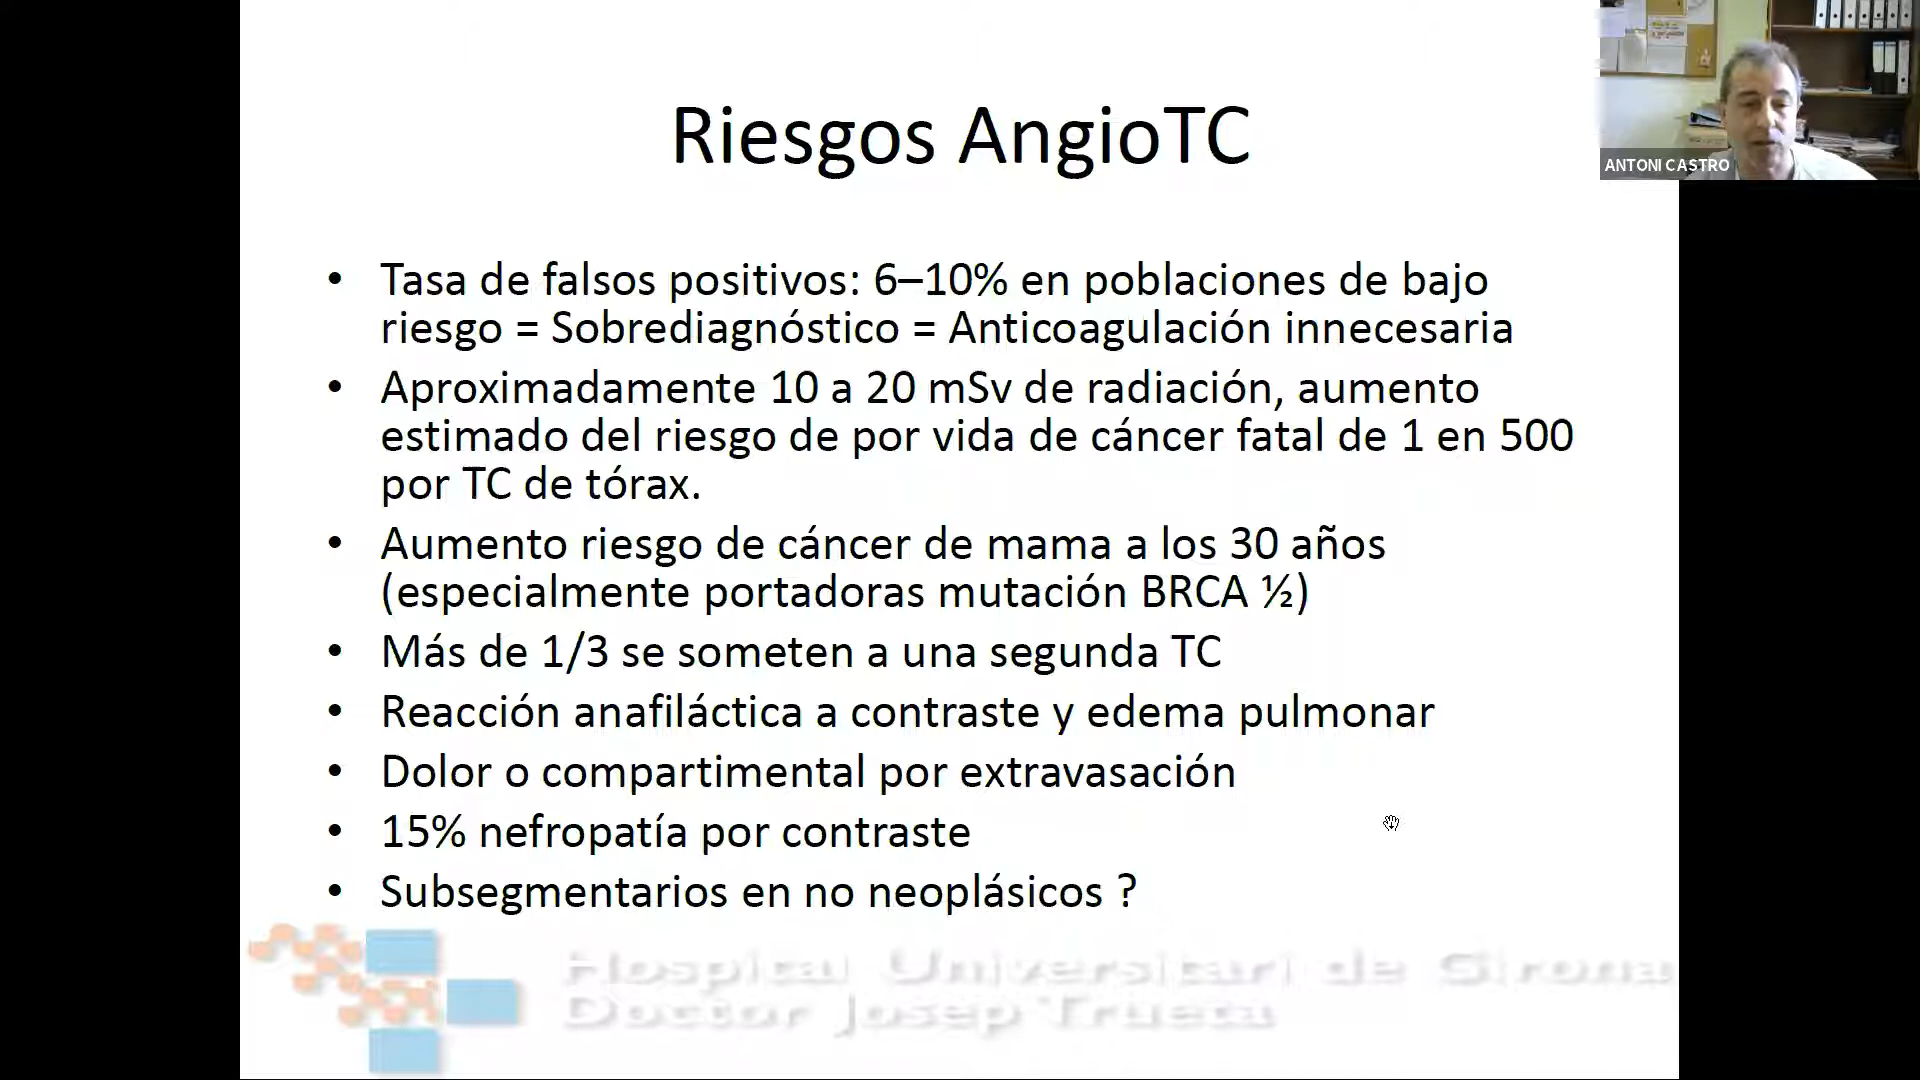 Riesgos AngioTC
ANTONI CASTRO
• Tasa de falsos positivos: 6–10% en poblaciones de bajo
riesgo = Sobrediagnóstico = Anticoagulación innecesaria
• Aproximadamente 10 a 20 mSv de radiación, aumento
estimado del riesgo de por vida de cáncer fatal de 1 en 500
por TC de tórax.
• Aumento riesgo de cáncer de mama a los 30 años
(especialmente portadoras mutación BRCA ½)
• Más de 1/3 se someten a una segunda TC
• Reacción anafiláctica a contraste y edema pulmonar
• Dolor o compartimental por extravasación
• 15% nefropatía por contraste
• Subsegmentarios en no neoplásicos ?
Hospital Universitari de Girona
Doctor Josep Trueta